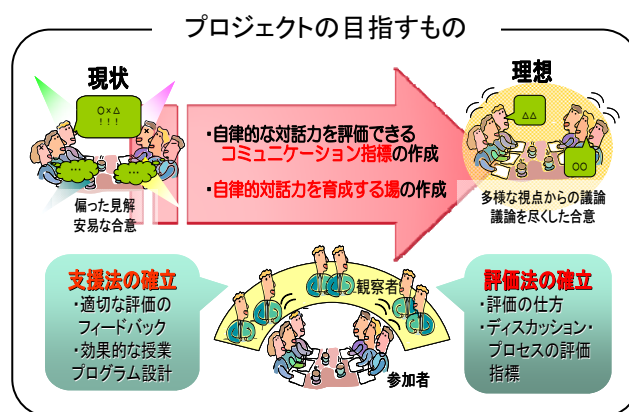 プロジェクトの目指すもの
現状
○×△
！！！
…
…
偏った見解
安易な合意
・自律的な対話力を評価できる
コミュニケーション指標の作成
・自律的対話力を育成する場の作成
理想
△△
○○
多様な視点からの議論
議論を尽くした合意
支援法の確立
・適切な評価の
フィードバック
・効果的な授業
プログラム設計
観察者
参加者
評価法の確立
・評価の仕方
・ディスカッション・
プロセスの評価
指標